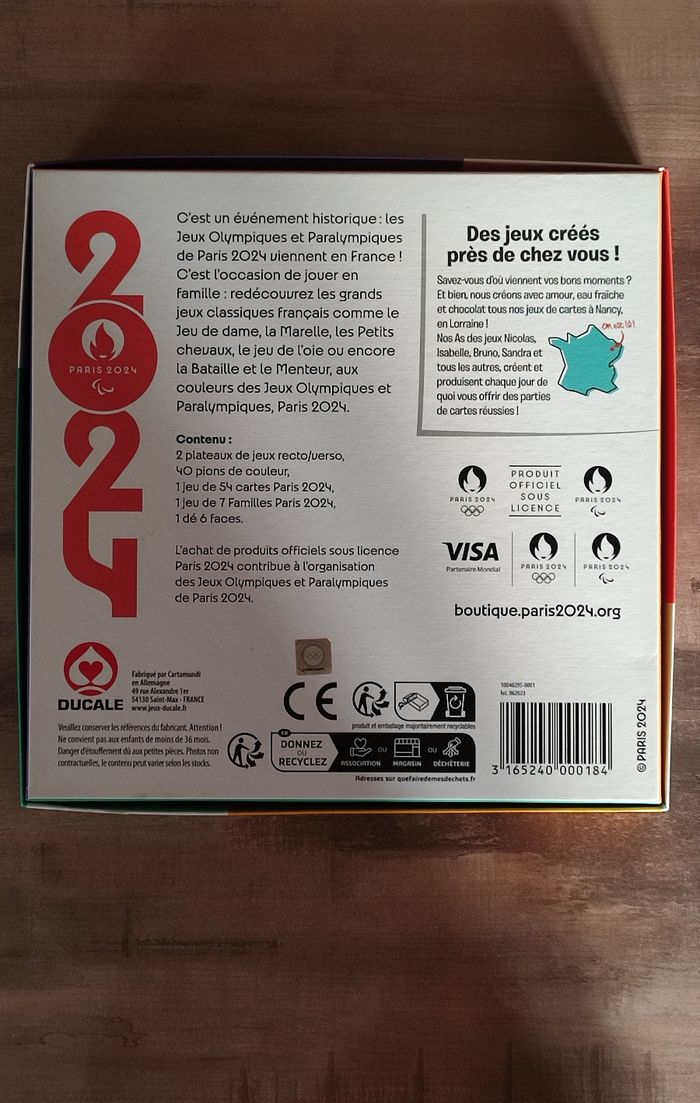 2024
PARIS 2024
C'est un événement historique : les
Jeux Olympiques et Paralympiques
de Paris 2024 viennent en France !
C'est l'occasion de jouer en
famille : redécouvrez les grands
jeux classiques français comme le
Jeu de dame, la Marelle, les Petits
chevaux, le jeu de l'oie ou encore
la Bataille et le Menteur, aux
couleurs des Jeux Olympiques et
Paralympiques, Paris 2024.
Contenu :
2 plateaux de jeux recto/verso,
40 pions de couleur,
1 jeu de 54 cartes Paris 2024,
1 jeu de 7 Familles Paris 2024,
1 dé 6 faces.
L'achat de produits officiels sous licence
Paris 2024 contribue à l'organisation
des Jeux Olympiques et Paralympiques
de Paris 2024.
Des jeux créés
près de chez vous !
Savez-vous d'où viennent vos bons moments ?
Et bien, nous créons avec amour, eau fraîche
et chocolat tous nos jeux de cartes à Nancy,
en Lorraine !
On est là !
Nos As des jeux Nicolas,
Isabelle, Bruno, Sandra et
tous les autres, créent et
produisent chaque jour de
quoi vous offrir des parties
de cartes réussies !
PARIS 2024
PRODUIT
OFFICIEL
SOUS
LICENCE
PARIS 2024
VISA
Partenaire Mondial
PARIS 2024
PARIS 2024
boutique.paris2024.org
DUCALE
Fabriqué par Cartamundi
en Allemagne
49 rue Alexandre 1er
54130 Saint-Max - FRANCE
www.jeux-ducale.fr
Veuillez conserver les références du fabricant. Attention !
Ne convient pas aux enfants de moins de 36 mois.
Danger d'étouffement dû aux petites pièces. Photos non
contractuelles, le contenu peut varier selon les stocks.
CE
produit et emballage majoritairement recyclables
FR
DONNEZ
OU
RECYCLEZ
ASSOCIATION
OU
MAGASIN
OU
DÉCHÈTERIE
Adresses sur quefairedemesdechets.fr
10040295-0001
lot. 062023
3 165240 000184
© PARIS 2024